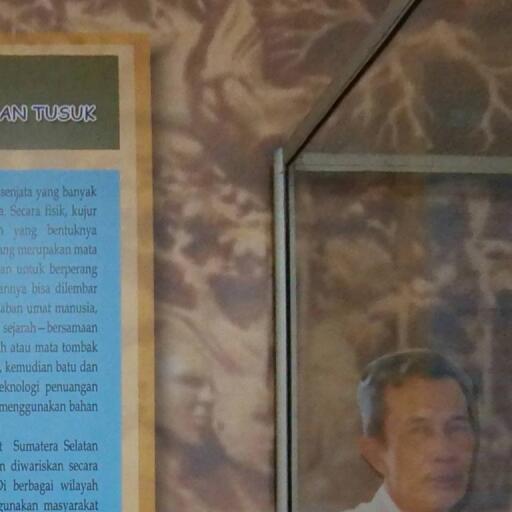 AN TUSUK
senjata yang banyak
a. Secara fisik, kujur
yang bentuknya
ang merupakan mata
an untuk berperang
annya bisa dilembar
aban umat manusia,
sejarah—bersamaan
h atau mata tombak
, kemudian batu dan
eknologi penuangan
menggunakan bahan
t Sumatera Selatan
n diwariskan secara
Di berbagai wilayah
gunakan masyarakat